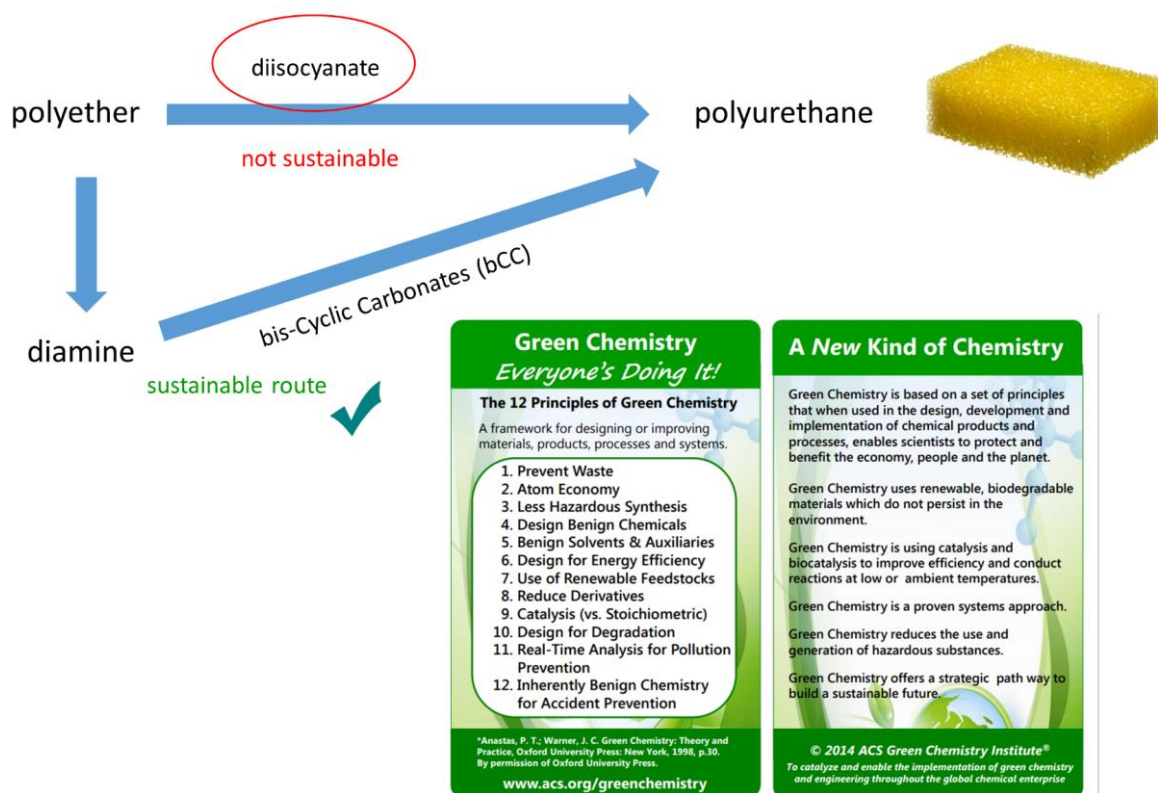 diisocyanate
polyether
polyurethane
not sustainable
bis-Cyclic Carbonates (bCC)
diamine
sustainable route
Green Chemistry
Everyone's Doing It!
The 12 Principles of Green Chemistry
A framework for designing or improving
materials, products, processes and systems.
1. Prevent Waste
2. Atom Economy
3. Less Hazardous Synthesis
4. Design Benign Chemicals
5. Benign Solvents & Auxiliaries
6. Design for Energy Efficiency
7. Use of Renewable Feedstocks
8. Reduce Derivatives
9. Catalysis (vs. Stoichiometric)
10. Design for Degradation
11. Real-Time Analysis for Pollution
Prevention
12. Inherently Benign Chemistry
for Accident Prevention
*Anastas, P. T.; Warner, J. C. Green Chemistry: Theory and
Practice, Oxford University Press: New York, 1998, p.30.
By permission of Oxford University Press.
www.acs.org/greenchemistry
A New Kind of Chemistry
Green Chemistry is based on a set of principles
that when used in the design, development and
implementation of chemical products and
processes, enables scientists to protect and
benefit the economy, people and the planet.
Green Chemistry uses renewable, biodegradable
materials which do not persist in the
environment.
Green Chemistry is using catalysis and
biocatalysis to improve efficiency and conduct
reactions at low or ambient temperatures.
Green Chemistry is a proven systems approach.
Green Chemistry reduces the use and
generation of hazardous substances.
Green Chemistry offers a strategic path way to
build a sustainable future.
© 2014 ACS Green Chemistry Institute®
To catalyze and enable the implementation of green chemistry
and engineering throughout the global chemical enterprise